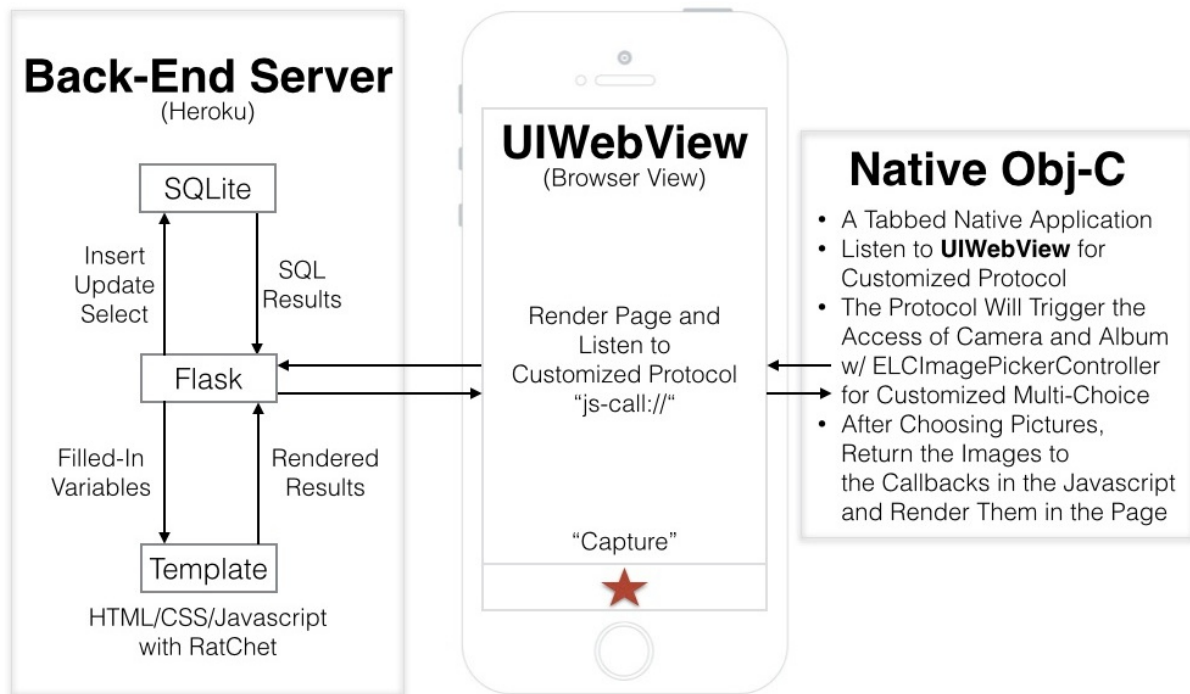 Back-End Server
(Heroku)
SQLite
Insert
Update
Select
SQL
Results
Flask
Filled-In
Variables
Rendered
Results
Template
HTML/CSS/Javascript
with RatChet
UIWebView
(Browser View)
Render Page and
Listen to
Customized Protocol
“js-call://“
“Capture”
Native Obj-C
• A Tabbed Native Application
• Listen to UIWebView for
Customized Protocol
• The Protocol Will Trigger the
Access of Camera and Album
w/ ELCImagePickerController
for Customized Multi-Choice
• After Choosing Pictures,
Return the Images to
the Callbacks in the Javascript
and Render Them in the Page